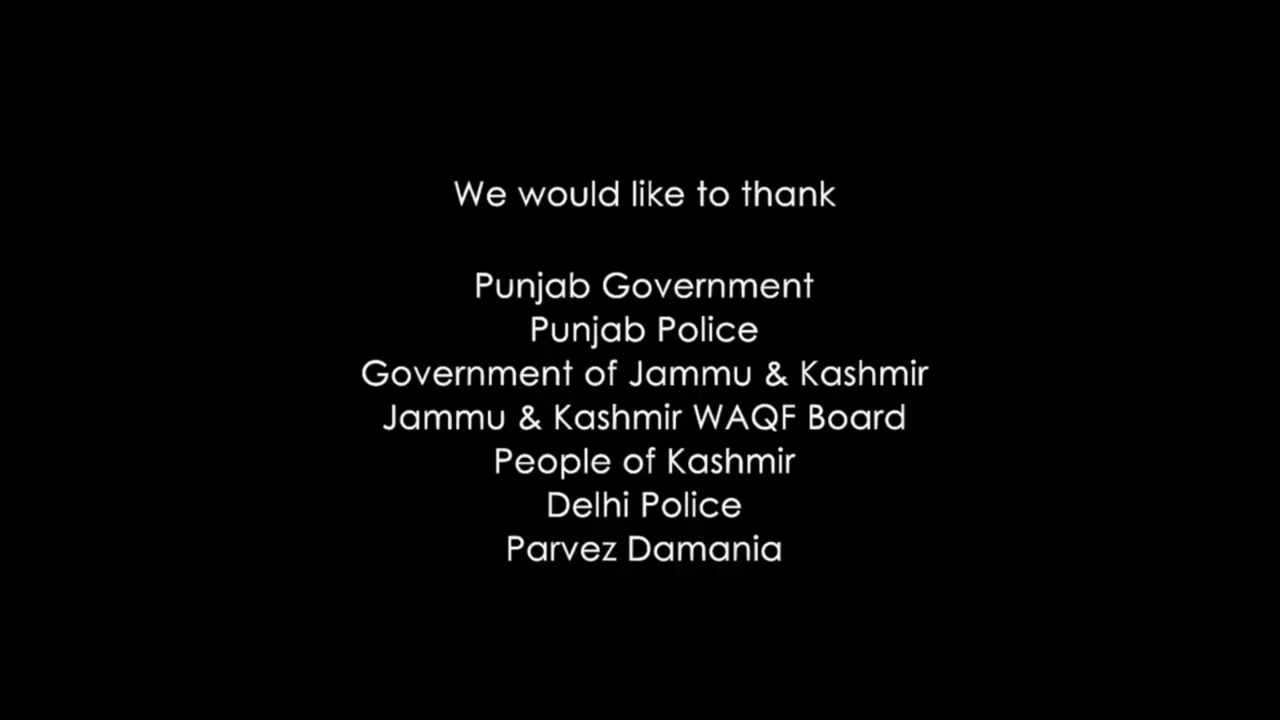 We would like to thank
Punjab Government
Punjab Police
Government of Jammu & Kashmir
Jammu & Kashmir WAQF Board
People of Kashmir
Delhi Police
Parvez Damania